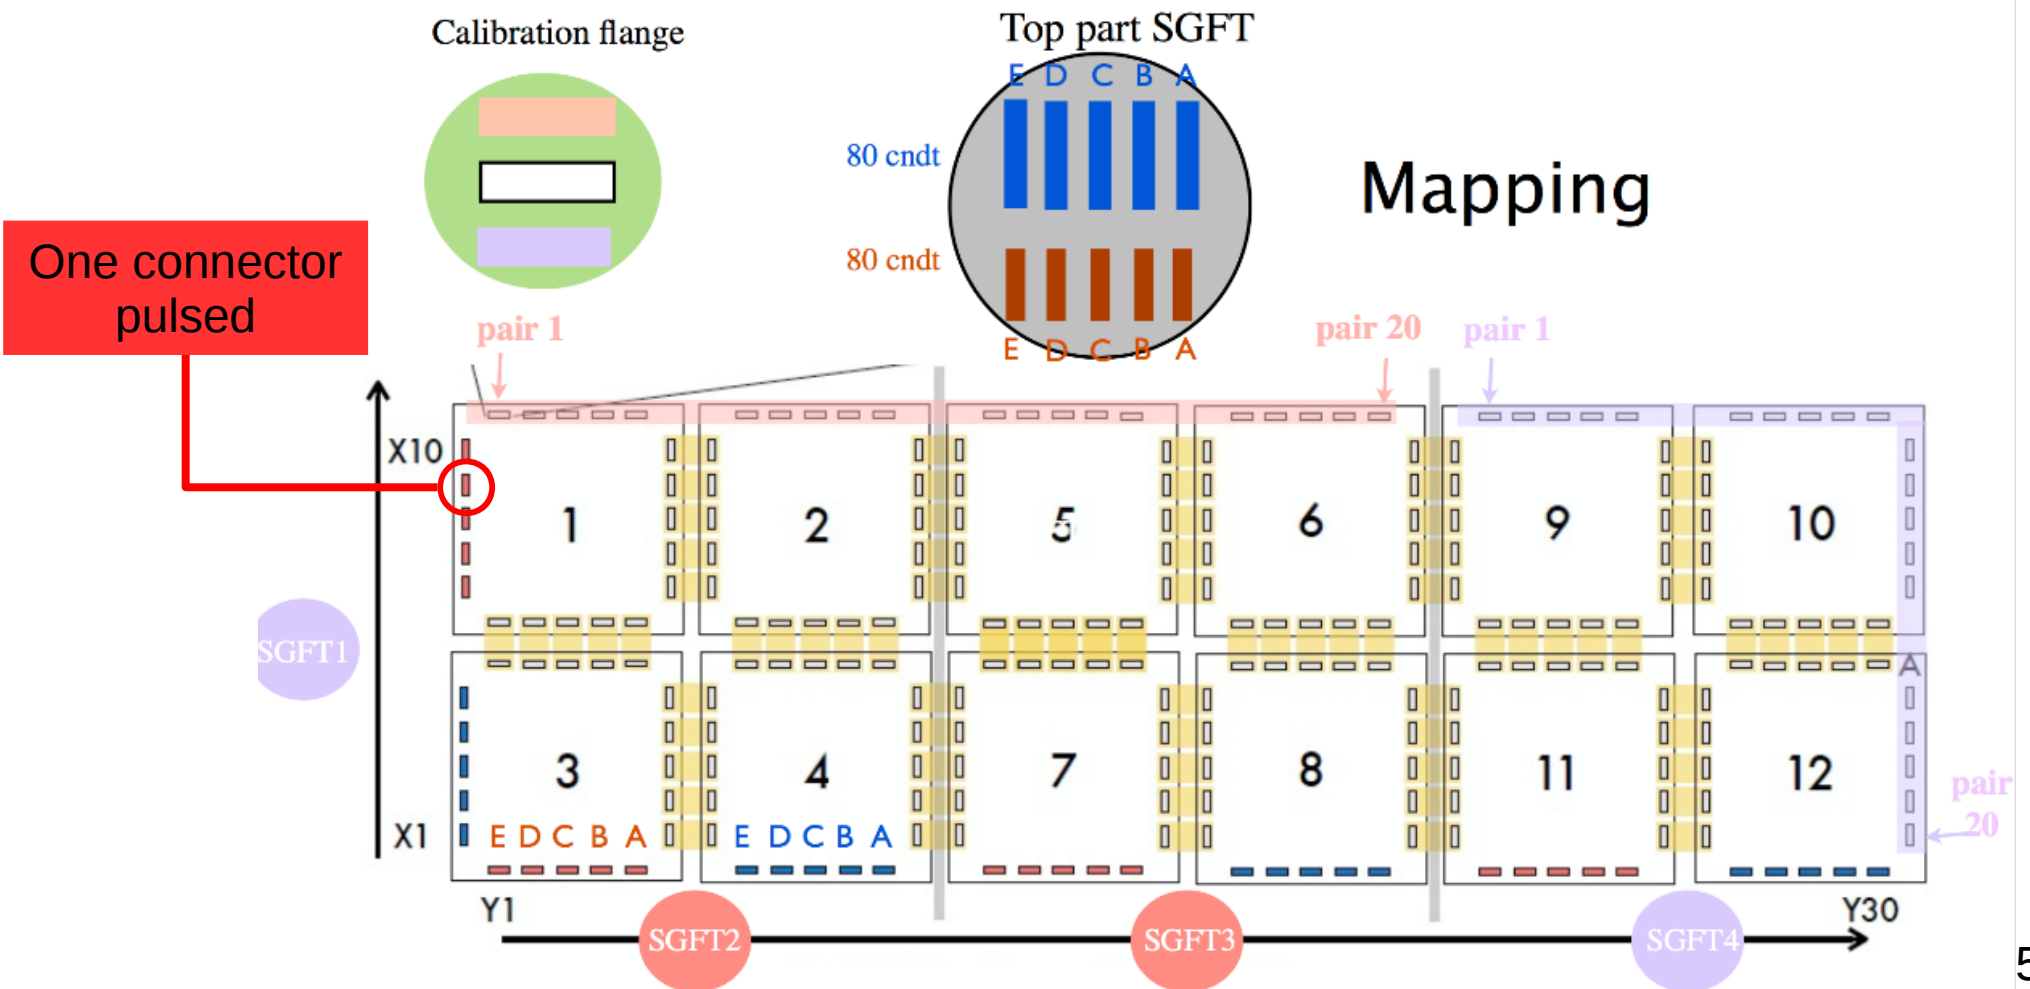 Calibration flange
Top part SGFT
E D C B A
80 cndt
Mapping
80 cndt
One connector
pulsed
E D C B A
pair 1
pair 20
pair 1
X10
1
2
5
6
9
10
SGFT1
A
3
4
7
8
11
12
pair
20
X1
E D C B A
E D C B A
Y1
Y30
SGFT2
SGFT3
SGFT4
5